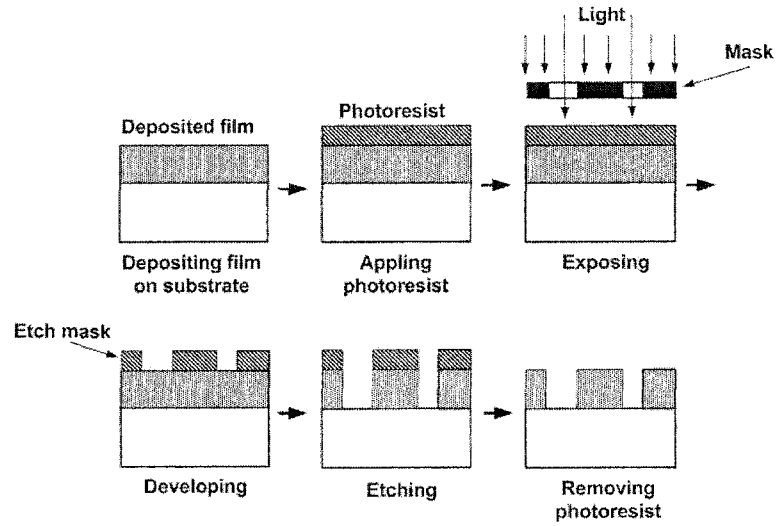 Light
Mask
Deposited film
Photoresist
Depositing film
on substrate
Appling
photoresist
Exposing
Etch mask
Developing
Etching
Removing
photoresist